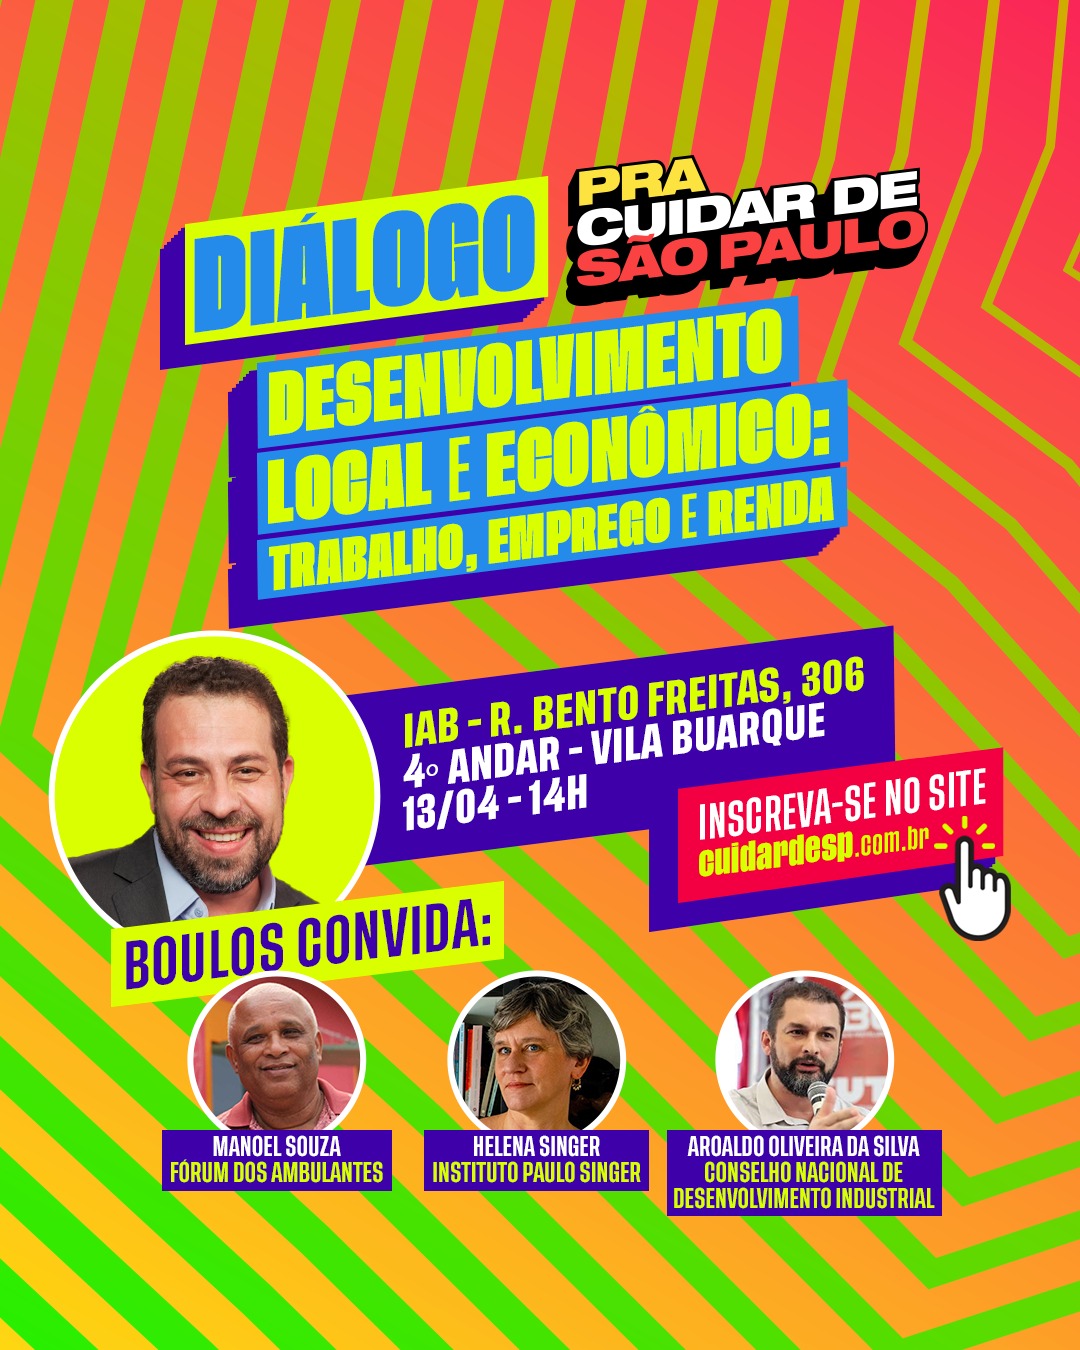 DIÁLOGO
PRA
CUIDAR DE
SÃO PAULO
DESENVOLVIMENTO
LOCAL E ECONÔMICO:
TRABALHO, EMPREGO E RENDA
IAB - R. BENTO FREITAS, 306
4º ANDAR - VILA BUARQUE
13/04 - 14H
INSCREVA-SE NO SITE
cuidardesp.com.br
BOULOS CONVIDA:
MANOEL SOUZA
FÓRUM DOS AMBULANTES
HELENA SINGER
INSTITUTO PAULO SINGER
AROALDO OLIVEIRA DA SILVA
CONSELHO NACIONAL DE
DESENVOLVIMENTO INDUSTRIAL